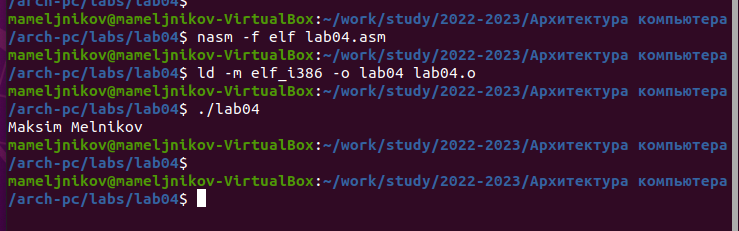 /arch-pc/labs/lab04$
mameljnikov@mameljnikov-VirtualBox:~/work/study/2022-2023/Архитектура компьютера
/arch-pc/labs/lab04$ nasm -f elf lab04.asm
mameljnikov@mameljnikov-VirtualBox:~/work/study/2022-2023/Архитектура компьютера
/arch-pc/labs/lab04$ ld -m elf_i386 -o lab04 lab04.o
mameljnikov@mameljnikov-VirtualBox:~/work/study/2022-2023/Архитектура компьютера
/arch-pc/labs/lab04$ ./lab04
Maksim Melnikov
mameljnikov@mameljnikov-VirtualBox:~/work/study/2022-2023/Архитектура компьютера
/arch-pc/labs/lab04$
mameljnikov@mameljnikov-VirtualBox:~/work/study/2022-2023/Архитектура компьютера
/arch-pc/labs/lab04$